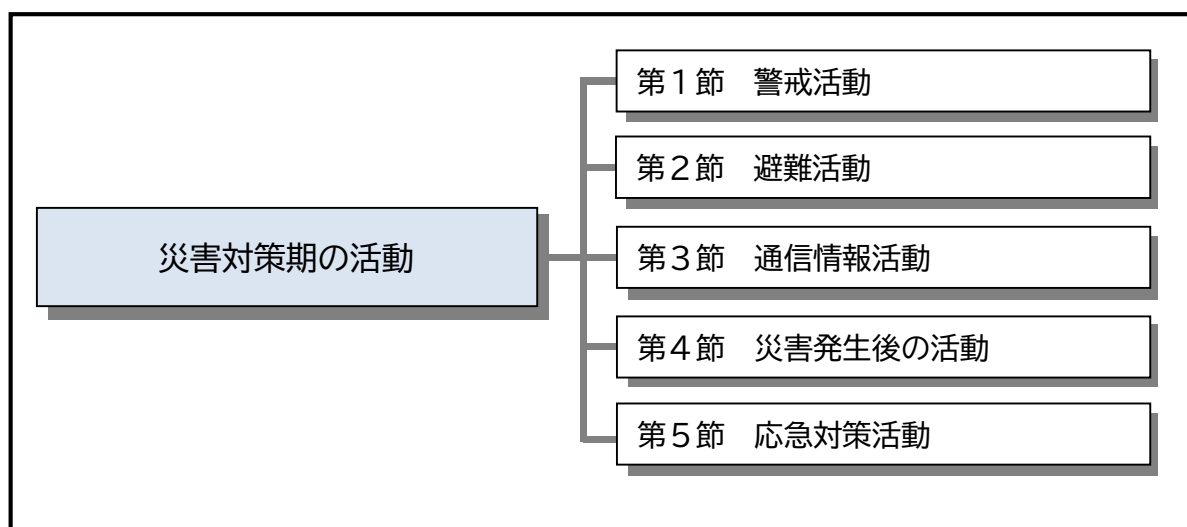 災害対策期の活動
第１節　警戒活動
第２節　避難活動
第３節　通信情報活動
第４節　災害発生後の活動
第５節　応急対策活動